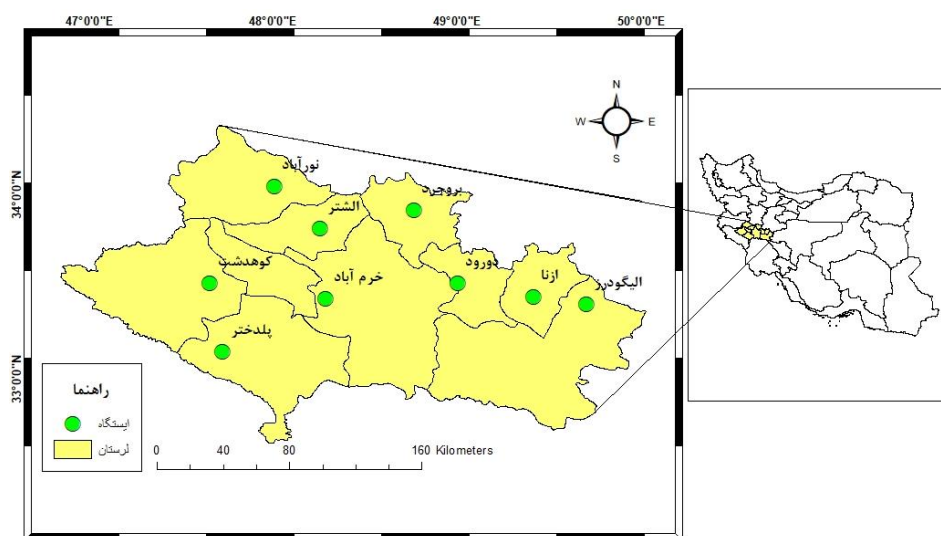 47°0'0"E 48°0'0"E 49°0'0"E 50°0'0"E
N
W E
S
34°0'0"N
نورآباد
بروجرد
الشتر
کوهدشت
خرم آباد
دورود
ازنا
الیگودرز
پلدختر
33°0'0"N
راهنما
ایستگاه
لرستان
0 40 80 160 Kilometers